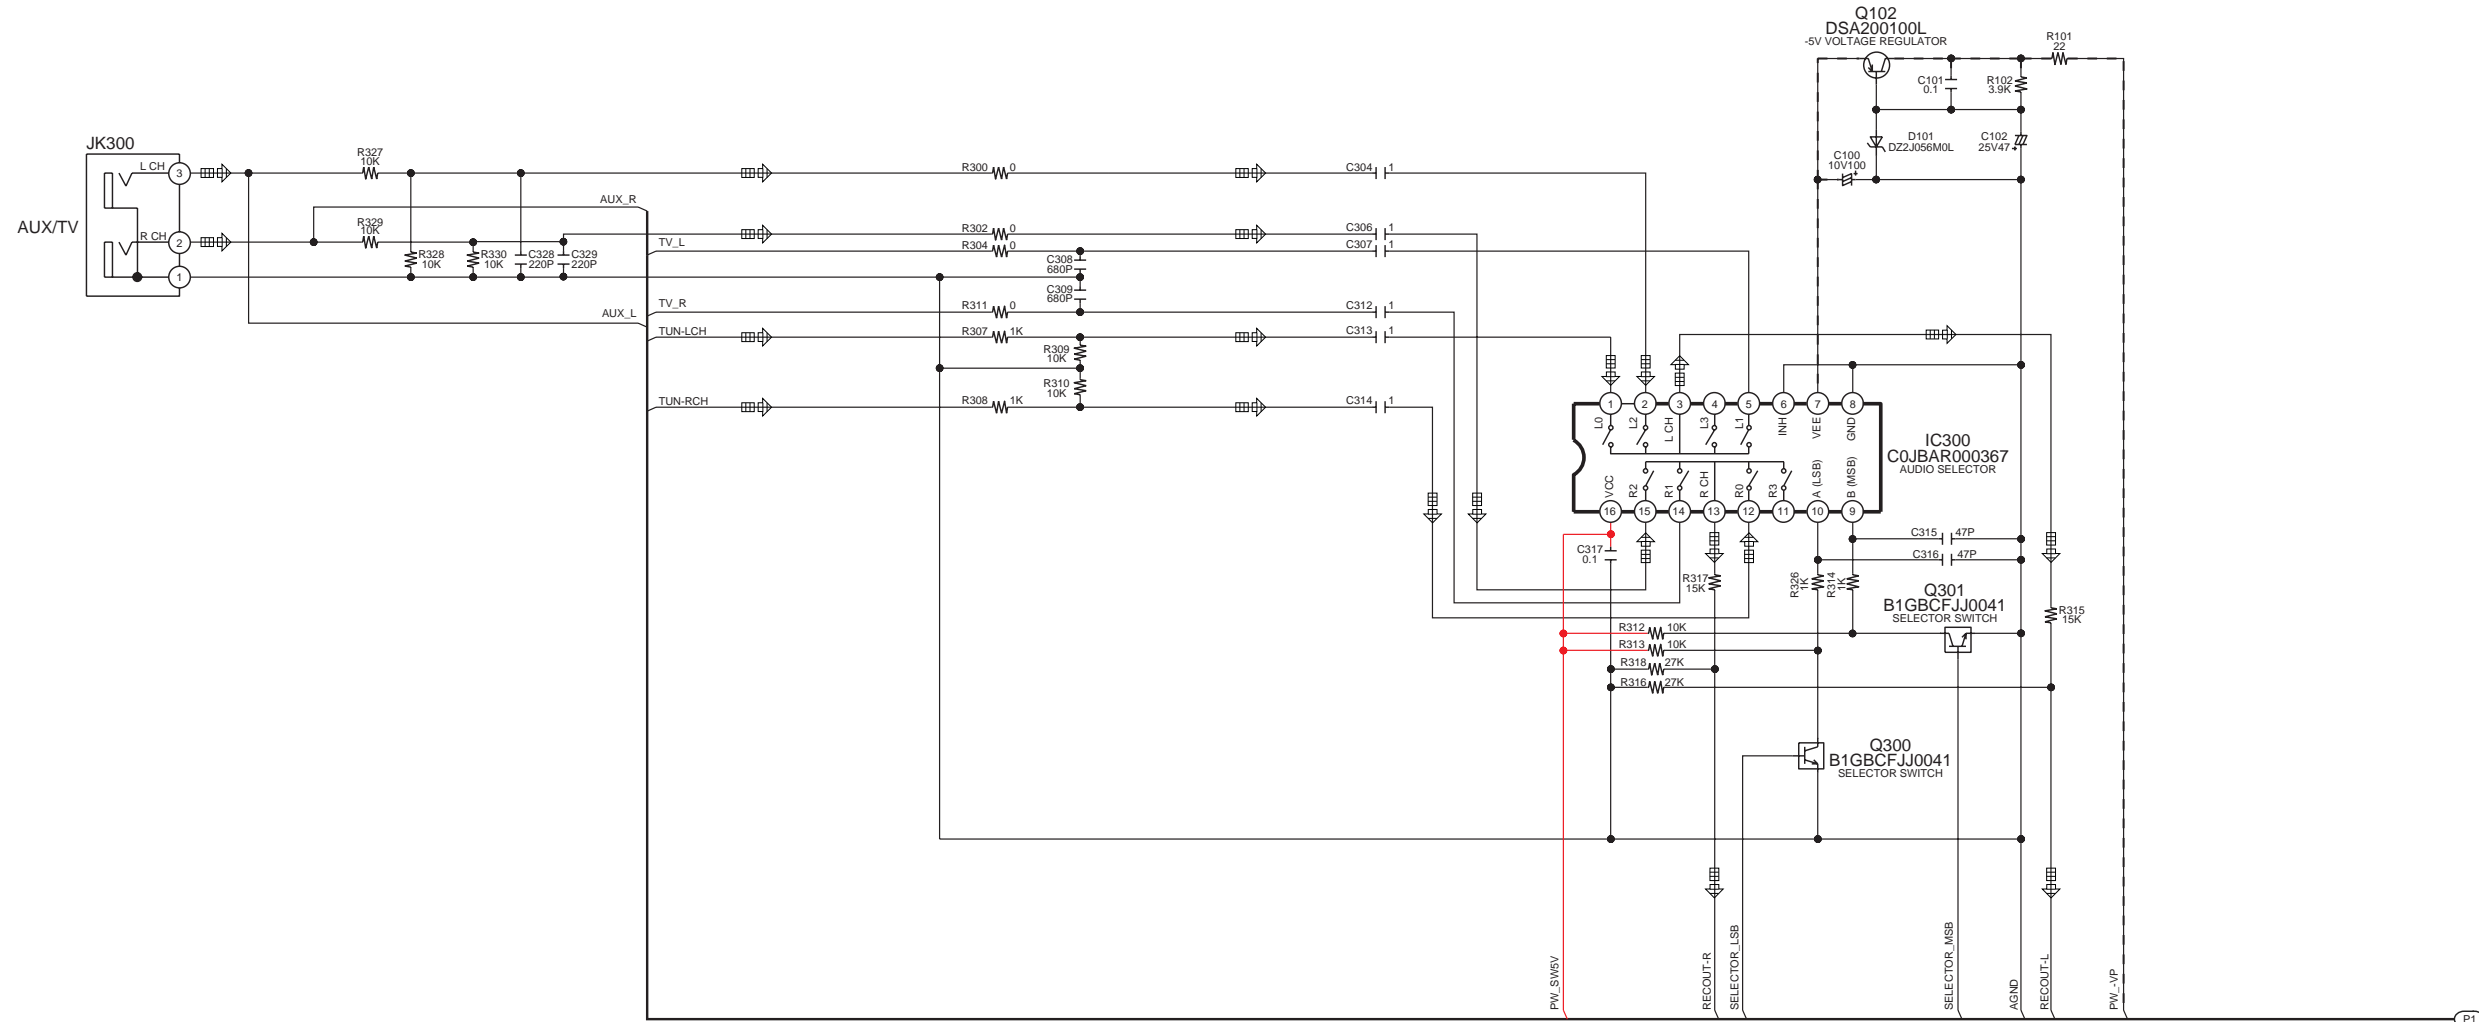 Q102
DSA200100L
-5V VOLTAGE REGULATOR
R101
22
C101
0.1
R102
3.9K
D101
DZ2J056M0L
C102
25V47
+
C100
10V100
+
JK300
AUX/TV
L CH
3
R CH
2
1
R327
10K
R329
10K
R328
10K
R330
10K
C328
220P
C329
220P
AUX_R
AUX_L
TV_L
TV_R
TUN-LCH
TUN-RCH
R300 0
R302 0
R304 0
C308
680P
C309
680P
R311 0
R307 1K
R309
10K
R310
10K
R308 1K
C304 1
C306 1
C307 1
C312 1
C313 1
C314 1
1 2 3 4 5 6 7 8
L0 L2 L CH L3 L1 INH VEE GND
IC300
C0JBAR000367
AUDIO SELECTOR
VCC R2 R1 R CH R0 R3 A (LSB) B (MSB)
16 15 14 13 12 11 10 9
C317
0.1
C315 47P
C316 47P
R317
15K
R326
1K
R314
1K
Q301
B1GBCFJJ0041
SELECTOR SWITCH
R315
15K
R312 10K
R313 10K
R318 27K
R316 27K
Q300
B1GBCFJJ0041
SELECTOR SWITCH
PW_SW5V
RECOUT-R
SELECTOR_LSB
SELECTOR_MSB
AGND
RECOUT-L
PW_-VP
P1